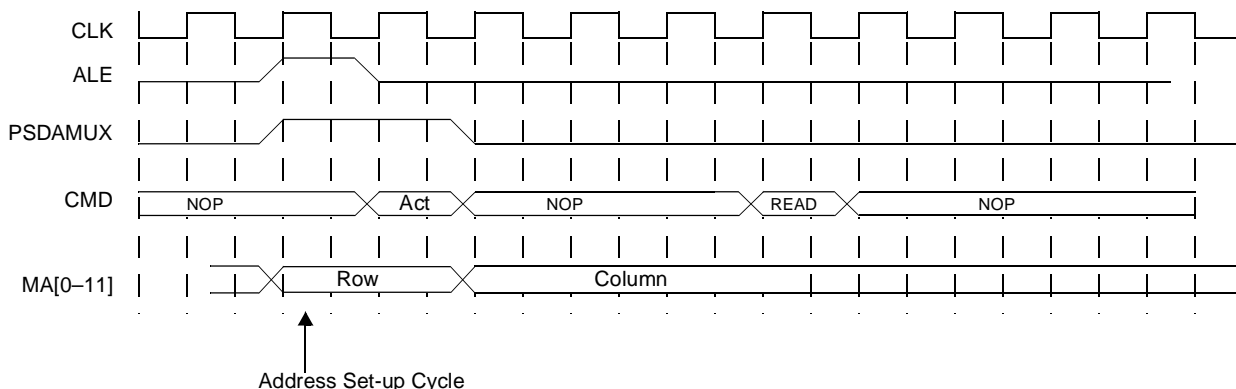 CLK
ALE
PSDAMUX
CMD
NOP
Act
NOP
READ
NOP
MA[0–11]
Row
Column
Address Set-up Cycle